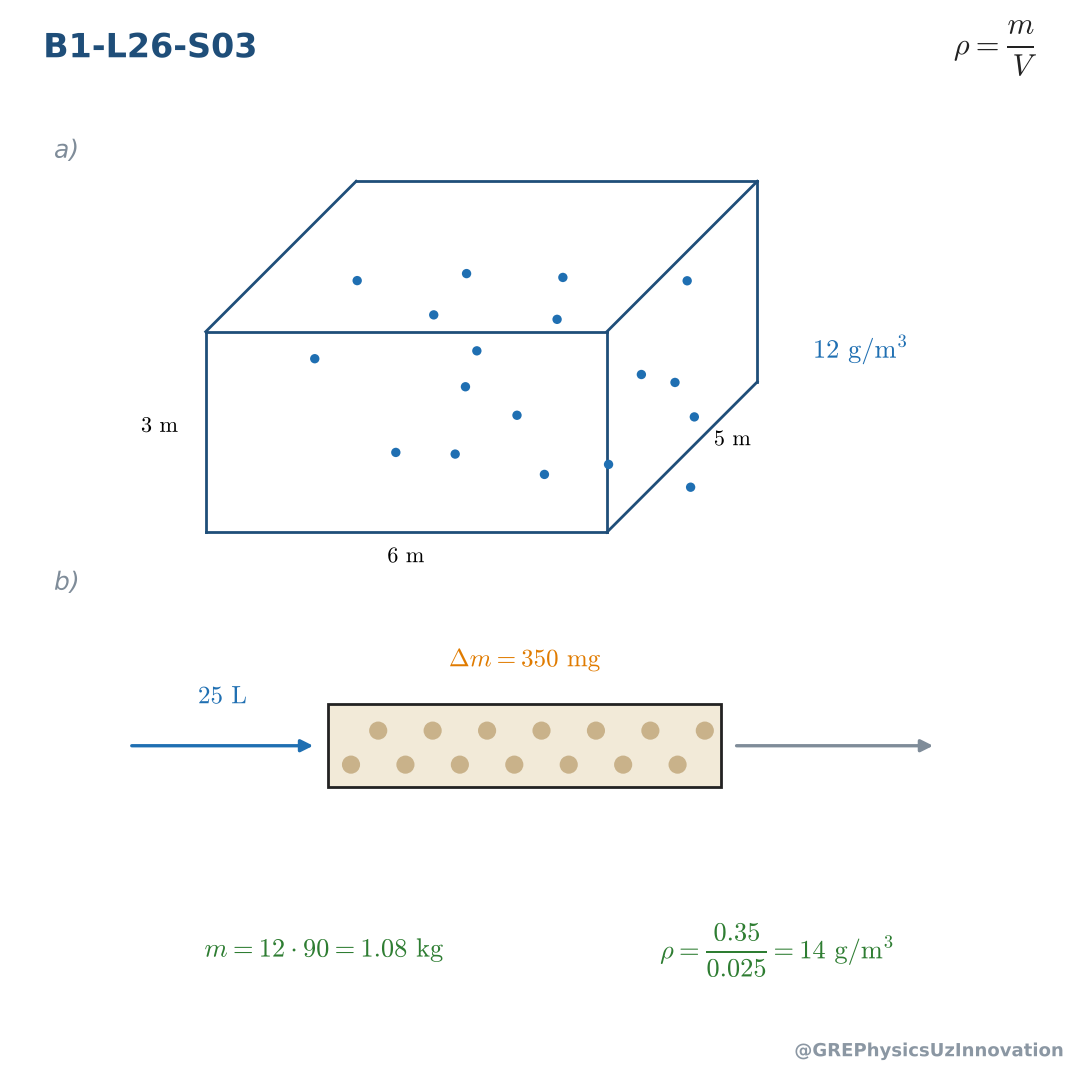 B1-L26-S03
ρ = m/V
a)
12 g/m³
3 m
5 m
6 m
b)
Δm = 350 mg
25 L
m = 12 · 90 = 1.08 kg
ρ = 0.35/0.025 = 14 g/m³
@GREPhysicsUzInnovation